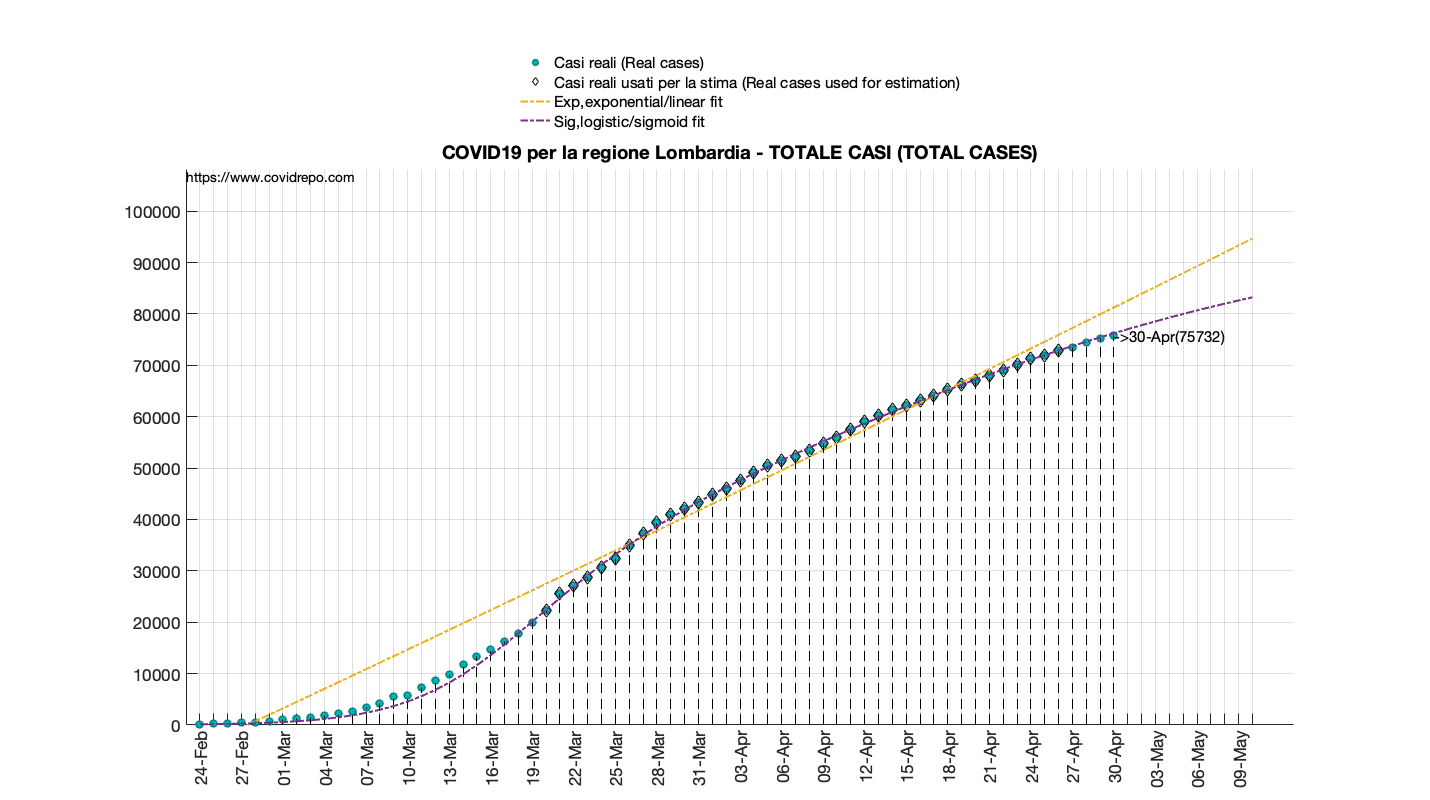 Casi reali (Real cases)
Casi reali usati per la stima (Real cases used for estimation)
Exp,exponential/linear fit
Sig,logistic/sigmoid fit
COVID19 per la regione Lombardia - TOTALE CASI (TOTAL CASES)
https://www.covidrepo.com
100000
90000
80000
70000
60000
50000
40000
30000
20000
10000
0
->30-Apr(75732)
24-Feb
27-Feb
01-Mar
04-Mar
07-Mar
10-Mar
13-Mar
16-Mar
19-Mar
22-Mar
25-Mar
28-Mar
31-Mar
03-Apr
06-Apr
09-Apr
12-Apr
15-Apr
18-Apr
21-Apr
24-Apr
27-Apr
30-Apr
03-May
06-May
09-May